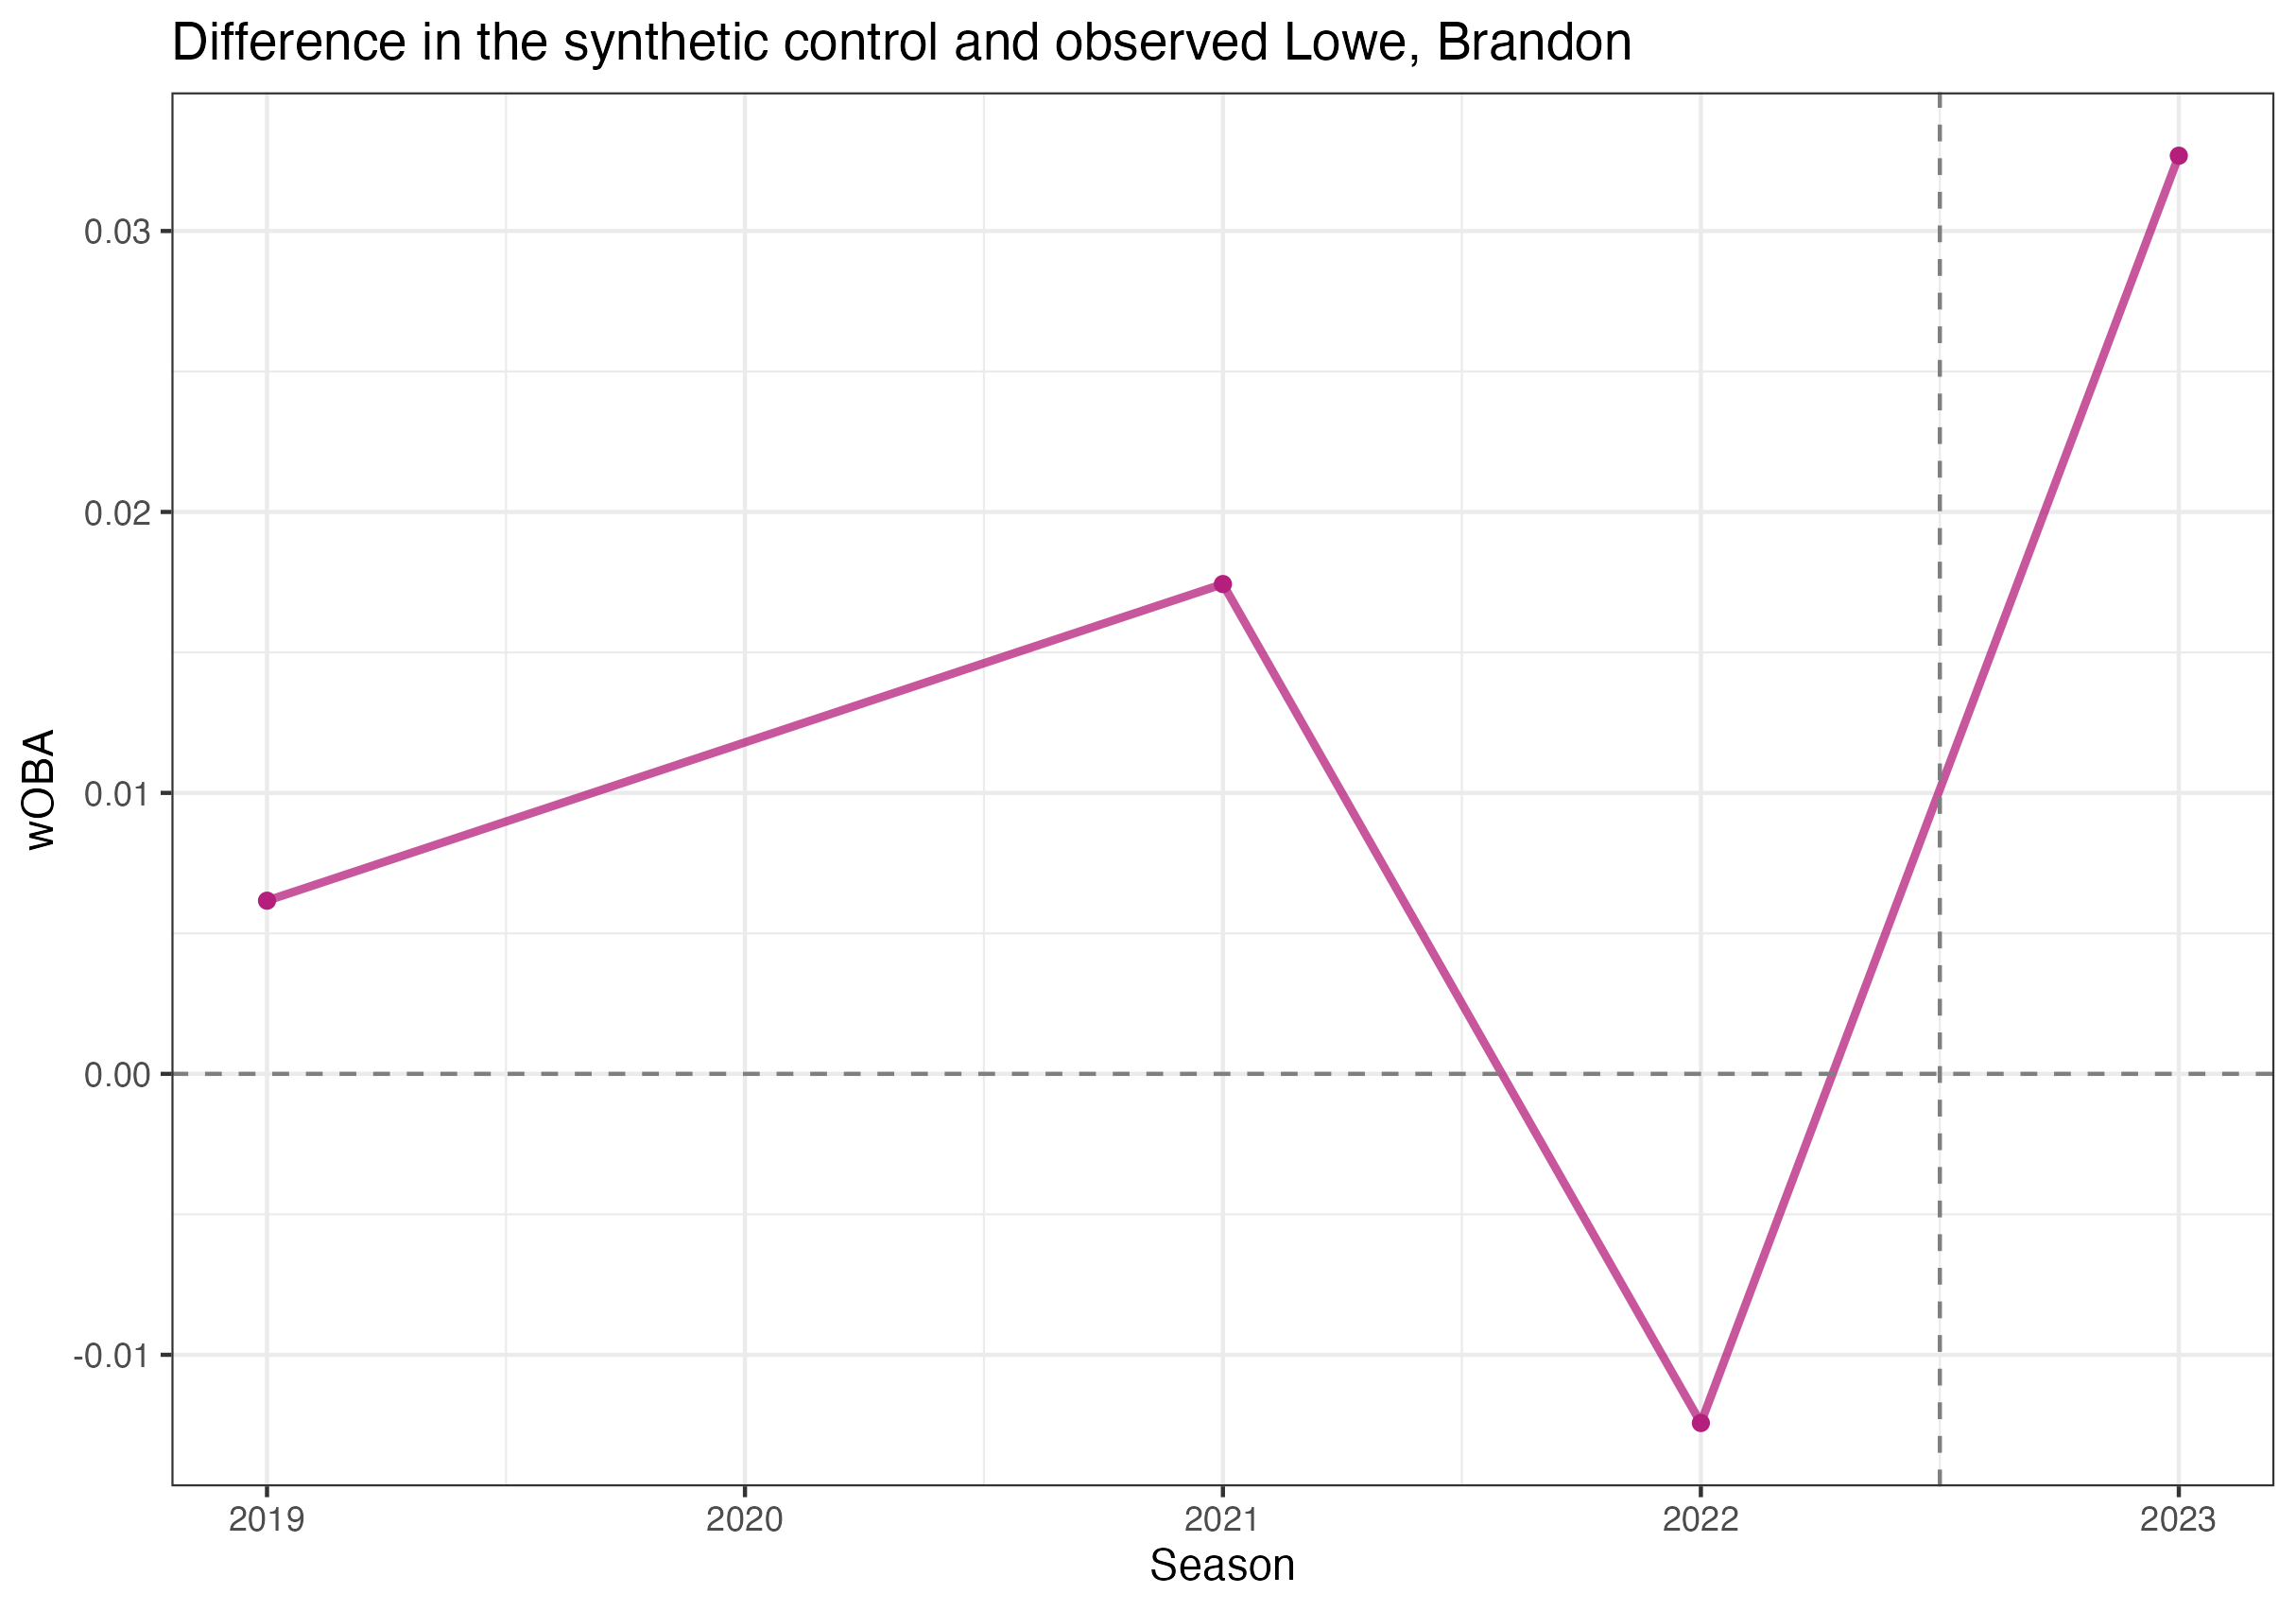 Difference in the synthetic control and observed Lowe, Brandon
wOBA
0.03
0.02
0.01
0.00
-0.01
2019 2020 2021 2022 2023
Season